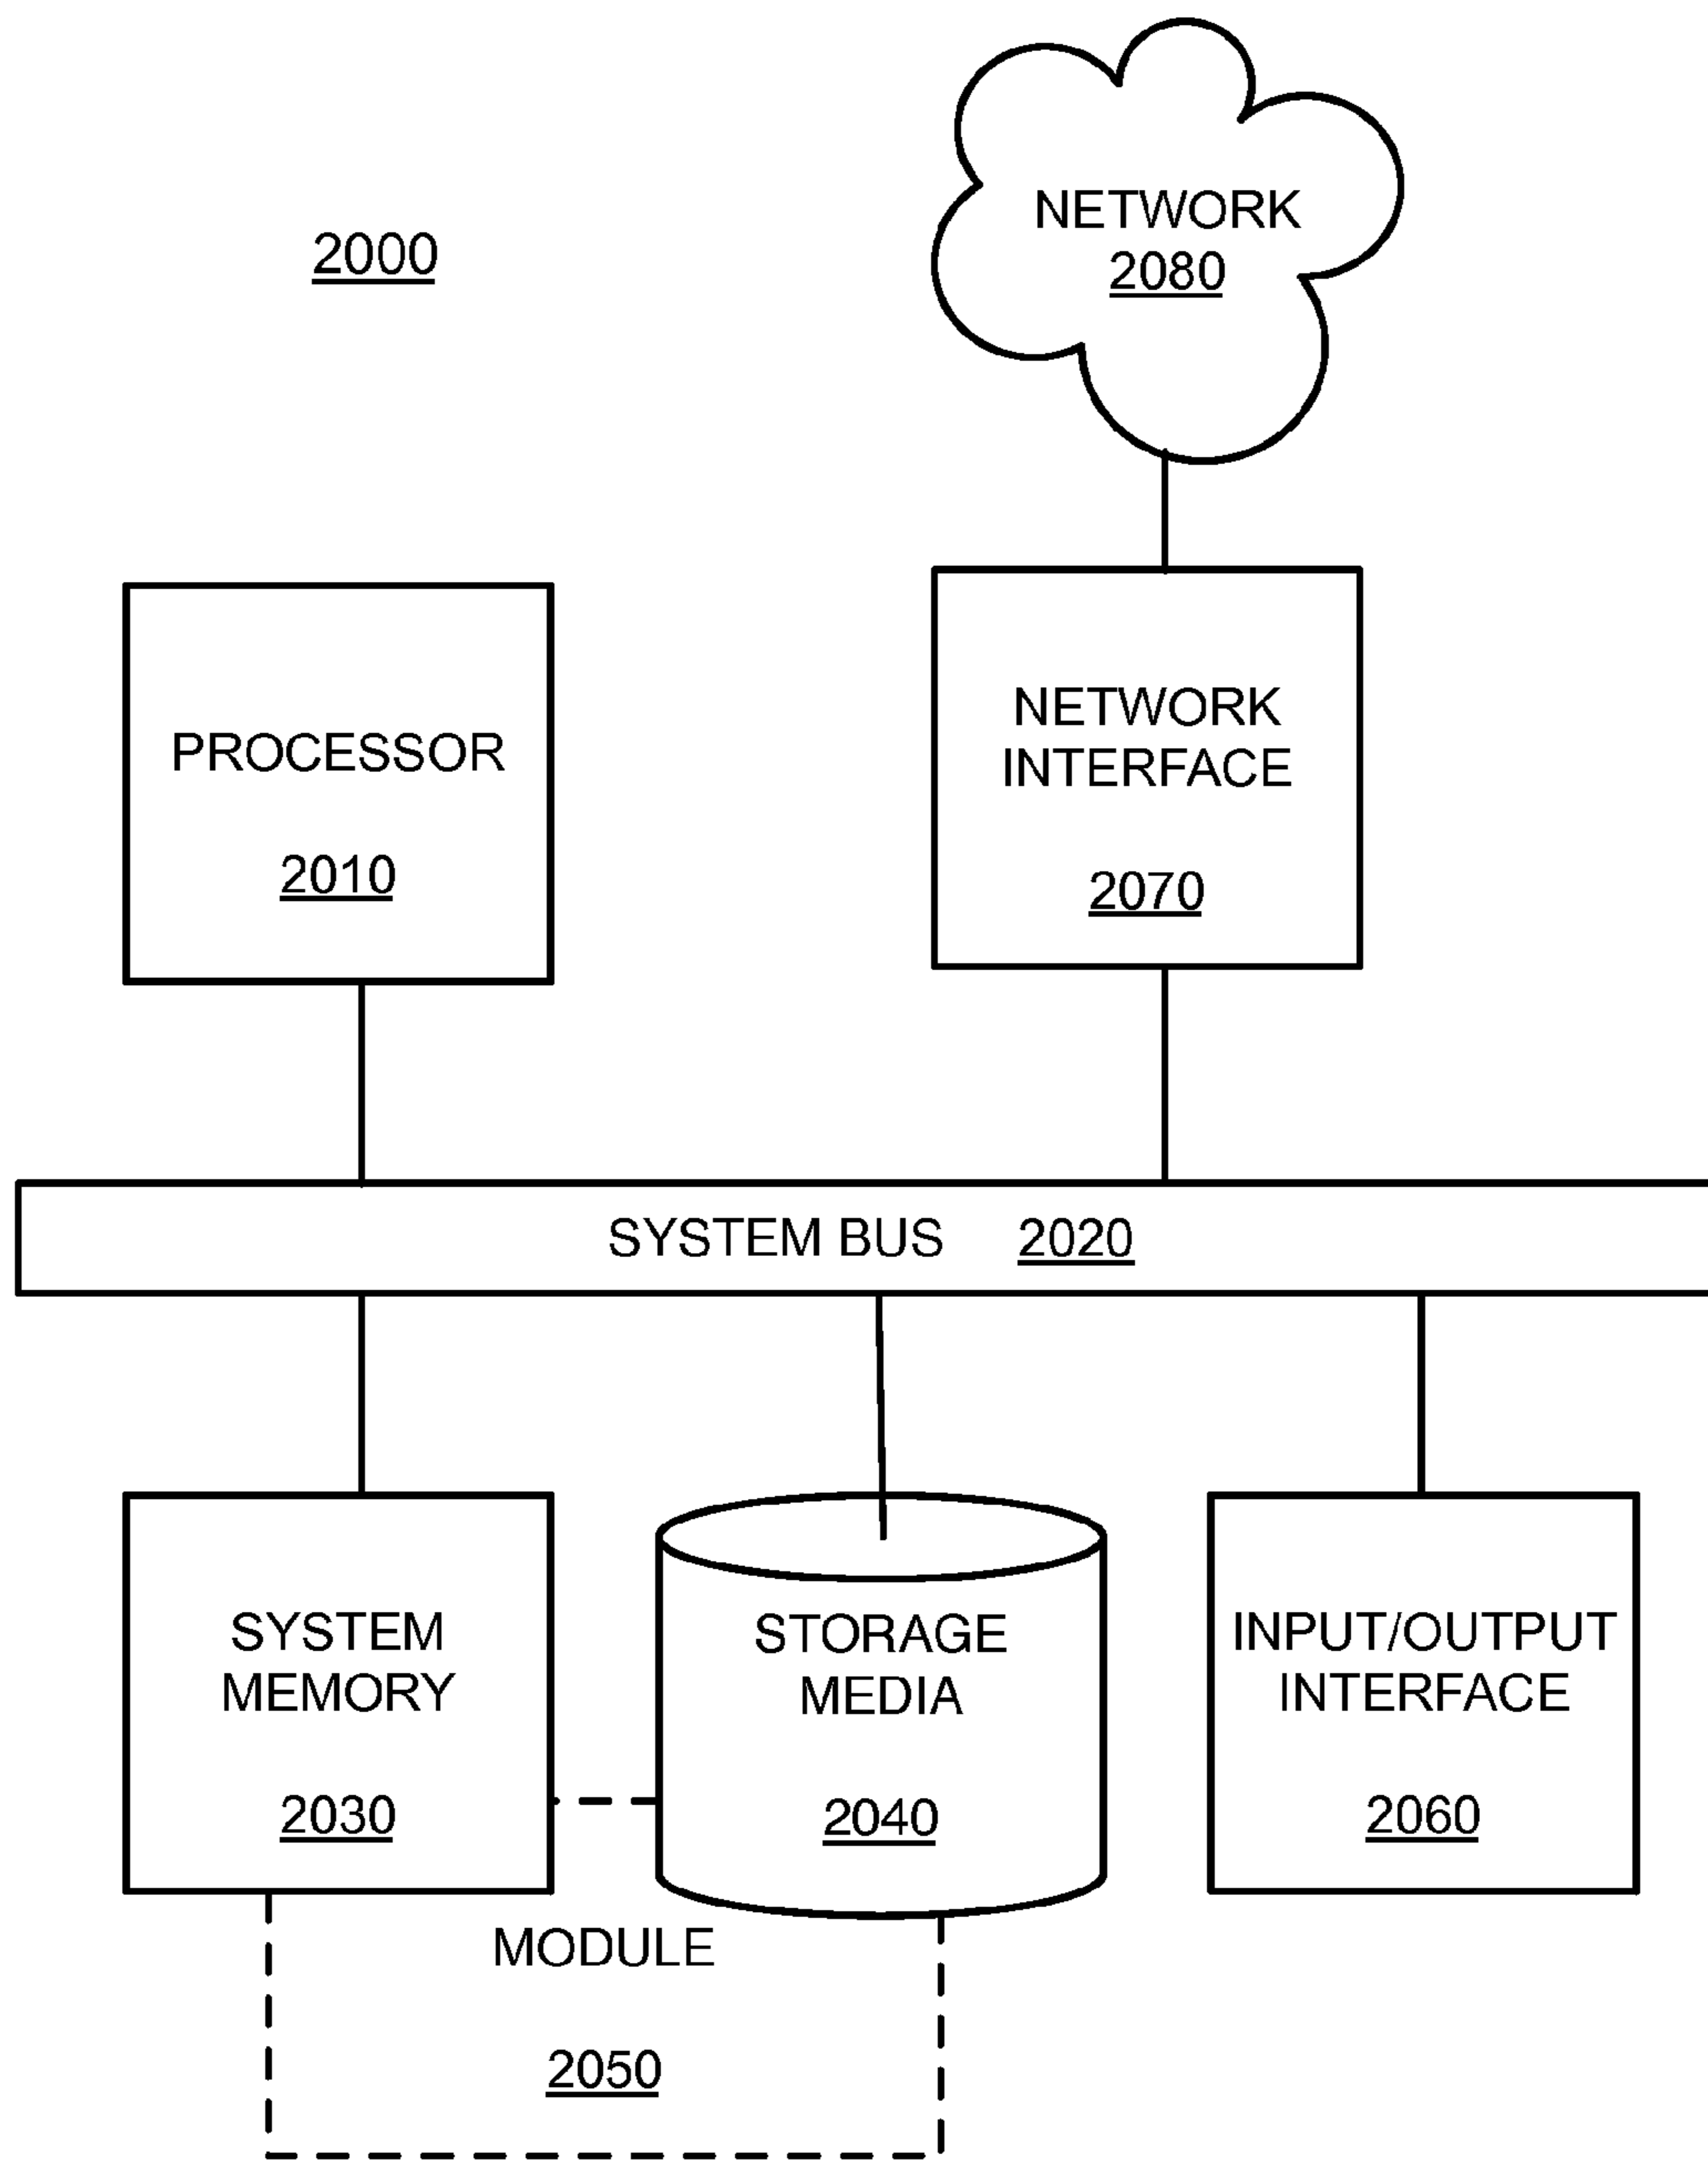 2000
NETWORK
2080
PROCESSOR
2010
NETWORK
INTERFACE
2070
SYSTEM BUS 2020
SYSTEM
MEMORY
2030
STORAGE
MEDIA
2040
INPUT/OUTPUT
INTERFACE
2060
MODULE
2050